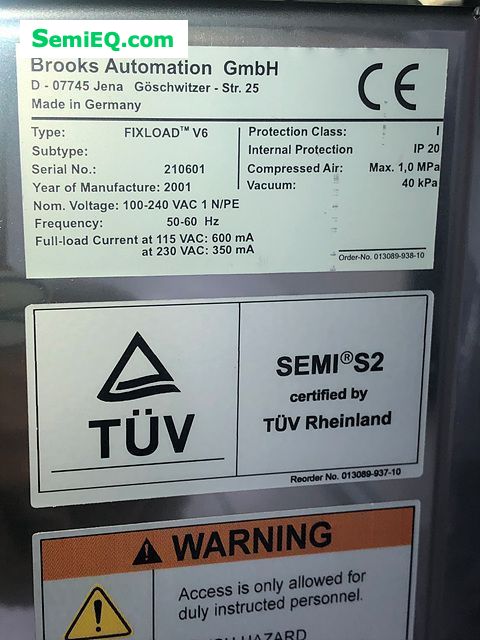 SemiEQ.com
Brooks Automation GmbH
D - 07745 Jena Göschwitzer - Str. 25
Made in Germany
CE
Type: FIXLOAD™ V6
Subtype:
Serial No.: 210601
Year of Manufacture: 2001
Nom. Voltage: 100-240 VAC 1 N/PE
Frequency: 50-60 Hz
Full-load Current at 115 VAC: 600 mA
at 230 VAC: 350 mA
Protection Class: I
Internal Protection IP 20
Compressed Air: Max. 1,0 MPa
Vacuum: 40 kPa
Order-No. 013089-938-10
TÜV
SEMI®S2
certified by
TÜV Rheinland
Reorder No. 013089-937-10
WARNING
Access is only allowed for
duly instructed personnel.
HAZARD